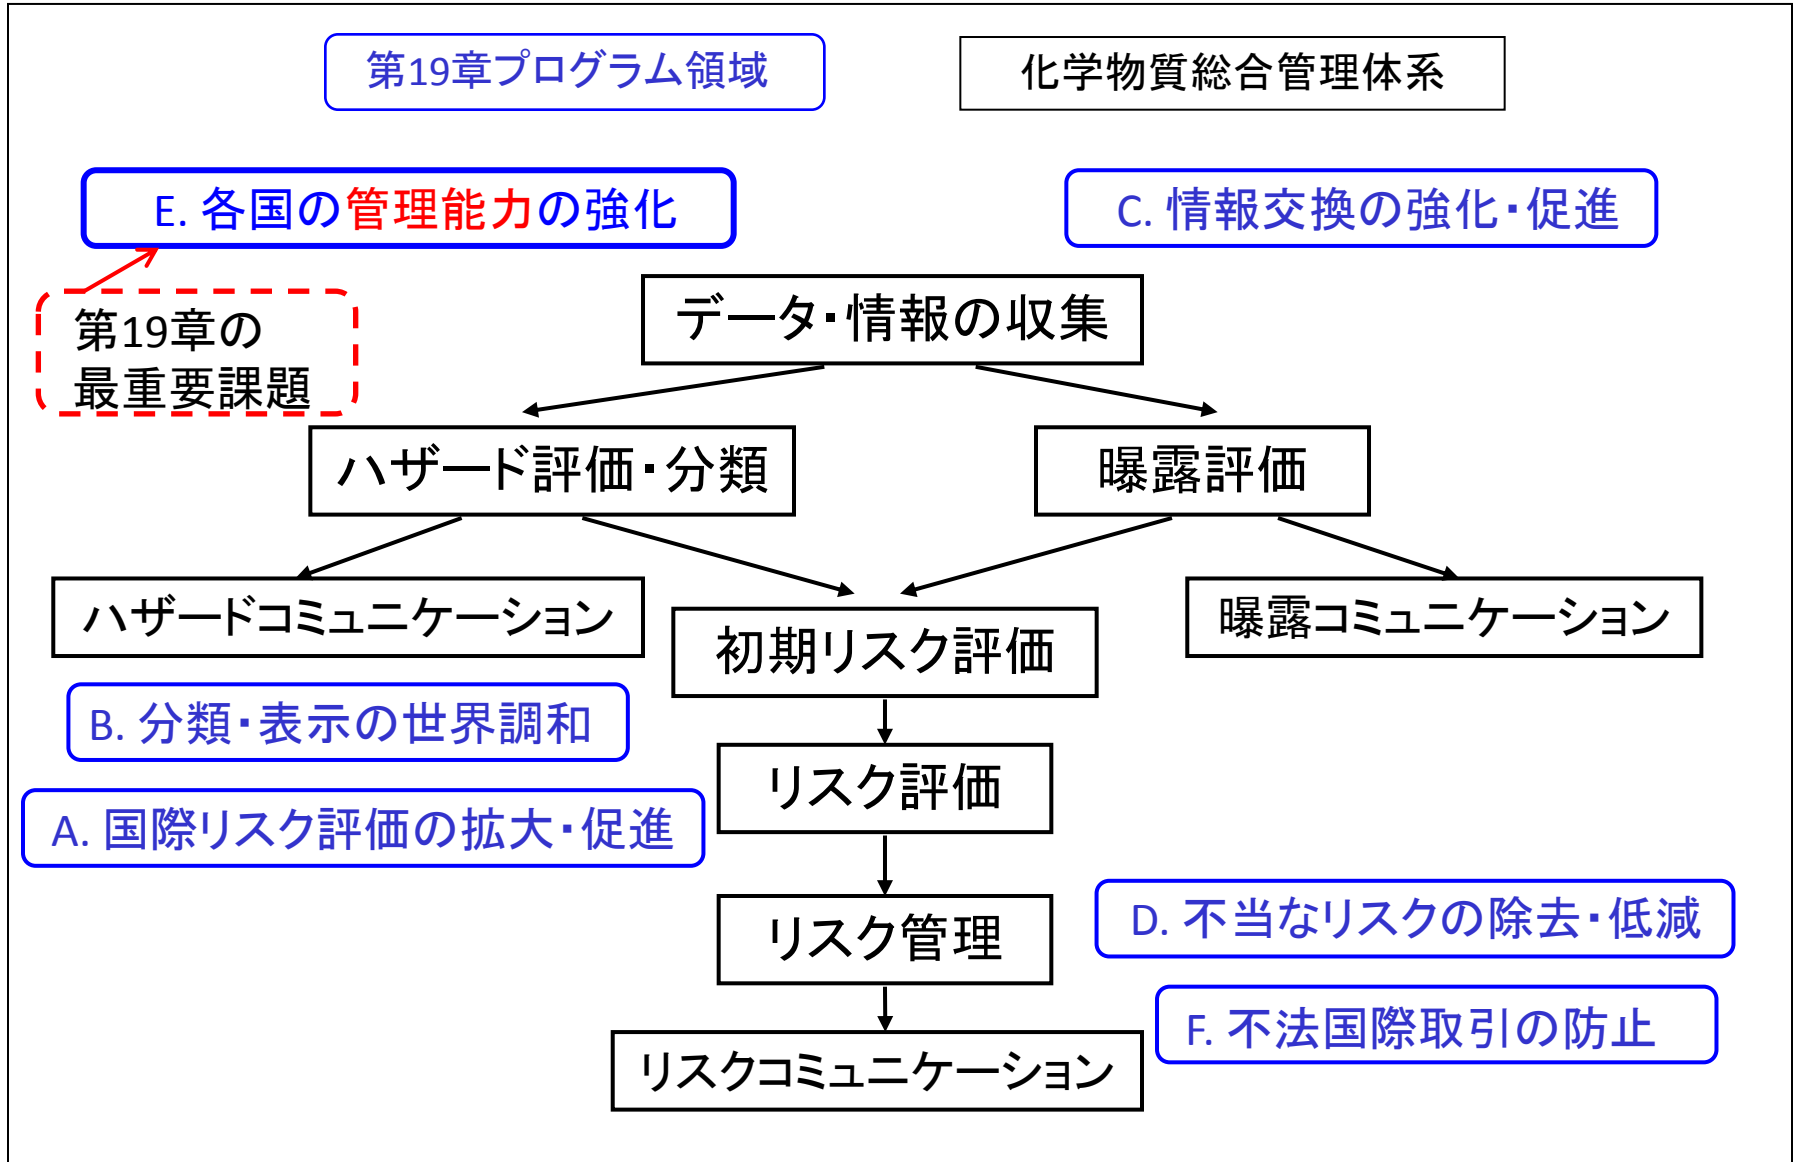 第19章プログラム領域
化学物質総合管理体系
E. 各国の管理能力の強化
C. 情報交換の強化・促進
第19章の
最重要課題
データ・情報の収集
ハザード評価・分類
曝露評価
ハザードコミュニケーション
初期リスク評価
曝露コミュニケーション
B. 分類・表示の世界調和
リスク評価
A. 国際リスク評価の拡大・促進
リスク管理
D. 不当なリスクの除去・低減
F. 不法国際取引の防止
リスクコミュニケーション